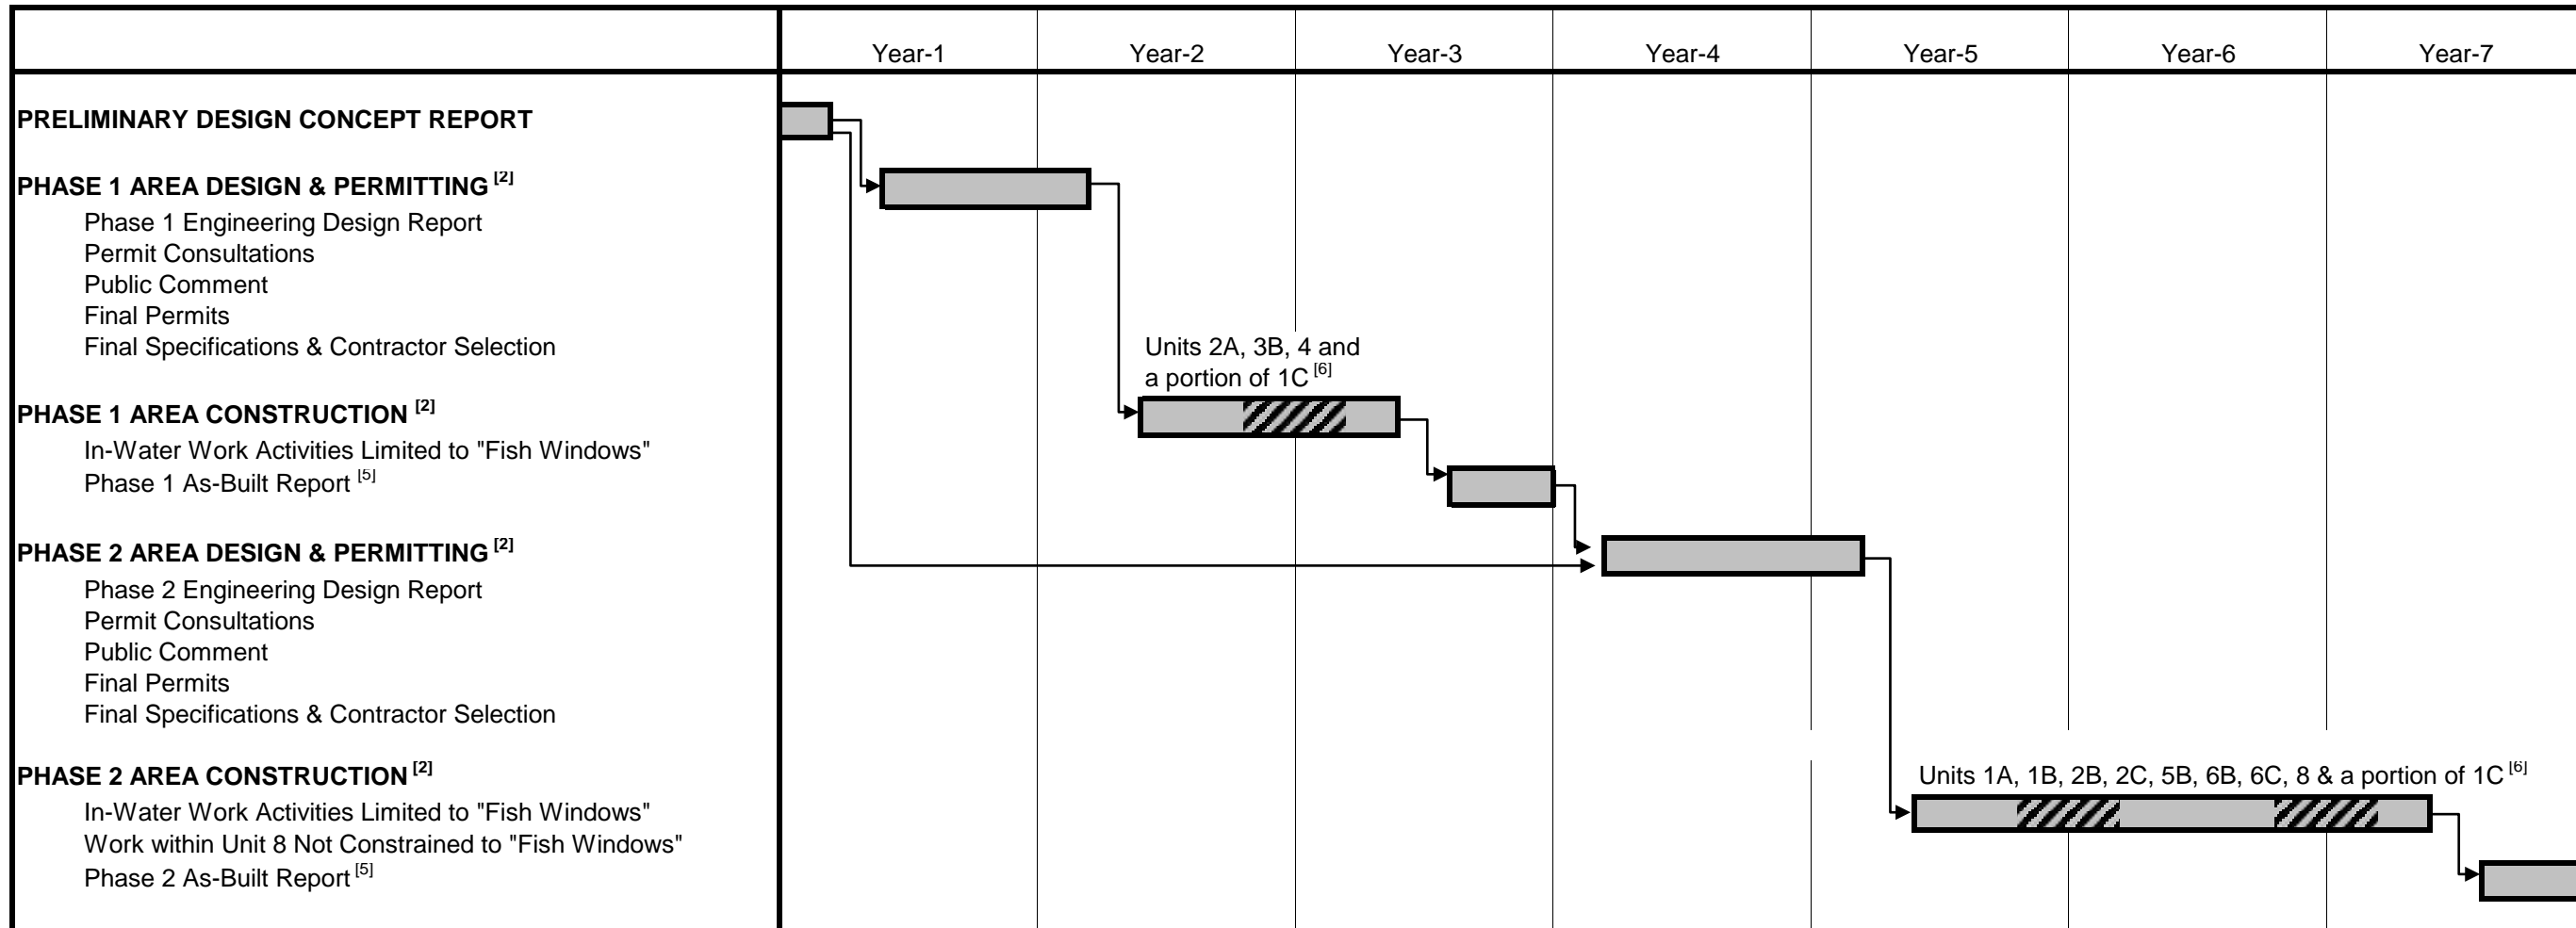 Year-1 Year-2 Year-3 Year-4 Year-5 Year-6 Year-7
PRELIMINARY DESIGN CONCEPT REPORT
PHASE 1 AREA DESIGN & PERMITTING [2]
Phase 1 Engineering Design Report
Permit Consultations
Public Comment
Final Permits
Final Specifications & Contractor Selection
Units 2A, 3B, 4 and
a portion of 1C [6]
PHASE 1 AREA CONSTRUCTION [2]
In-Water Work Activities Limited to "Fish Windows"
Phase 1 As-Built Report [5]
PHASE 2 AREA DESIGN & PERMITTING [2]
Phase 2 Engineering Design Report
Permit Consultations
Public Comment
Final Permits
Final Specifications & Contractor Selection
PHASE 2 AREA CONSTRUCTION [2]
Units 1A, 1B, 2B, 2C, 5B, 6B, 6C, 8 & a portion of 1C [6]
In-Water Work Activities Limited to "Fish Windows"
Work within Unit 8 Not Constrained to "Fish Windows"
Phase 2 As-Built Report [5]